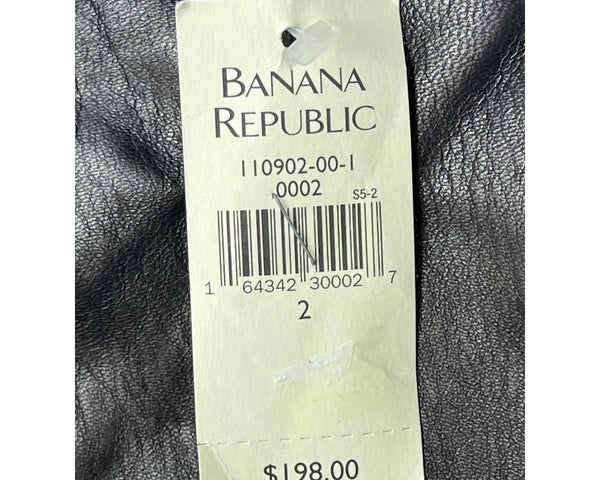 BANANA
REPUBLIC
110902-00-1
0002
S5-2
1 64342 30002 7
2
$198.00